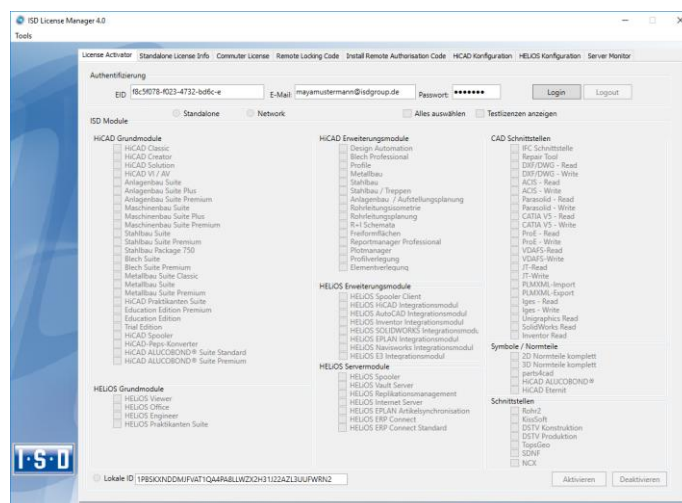 ISD License Manager 4.0
Tools
License Activator Standalone License Info Commuter License Remote Locking Code Install Remote Authorisation Code HiCAD Konfiguration HELiOS Konfiguration Server Monitor
Authentifizierung
EID f8c5f078-f023-4732-bd6c-e E-Mail: mayamustermann@isdgroup.de Passwort: ●●●●●●● Login Logout
Standalone Network Alles auswählen Testlizenzen anzeigen
ISD Module
HiCAD Grundmodule
HiCAD Classic
HiCAD Creator
HiCAD Solution
HiCAD VI / AV
Anlagenbau Suite
Anlagenbau Suite Plus
Anlagenbau Suite Premium
Maschinenbau Suite
Maschinenbau Suite Plus
Maschinenbau Suite Premium
Stahlbau Suite
Stahlbau Suite Premium
Stahlbau Package 750
Blech Suite
Blech Suite Premium
Metallbau Suite Classic
Metallbau Suite
Metallbau Suite Premium
HiCAD Praktikanten Suite
Education Edition Premium
Education Edition
Trial Edition
HiCAD Spooler
HiCAD-Peps-Konverter
HiCAD ALUCOBOND® Suite Standard
HiCAD ALUCOBOND® Suite Premium
HELiOS Grundmodule
HELiOS Viewer
HELiOS Office
HELiOS Engineer
HELiOS Praktikanten Suite
HiCAD Erweiterungsmodule
Design Automation
Blech Professional
Profile
Metallbau
Stahlbau
Stahlbau / Treppen
Anlagenbau / Aufstellungsplanung
Rohrleitungsisometrie
Rohrleitungsplanung
R+I Schemata
Freiformflächen
Reportmanager Professional
Plotmanager
Profilverlegung
Elementverlegung
HELiOS Erweiterungsmodule
HELiOS Spooler Client
HELiOS HiCAD Integrationsmodul
HELiOS AutoCAD Integrationsmodul
HELiOS Inventor Integrationsmodul
HELiOS SOLIDWORKS Integrationsmodu.
HELiOS EPLAN Integrationsmodul
HELiOS Navisworks Integrationsmodul
HELiOS E3 Integrationsmodul
HELiOS Servermodule
HELiOS Spooler
HELiOS Vault Server
HELiOS Replikationsmanagement
HELiOS Internet Server
HELiOS EPLAN Artikelsynchronisation
HELiOS ERP Connect
HELiOS ERP Connect Standard
CAD Schnittstellen
IFC Schnittstelle
Repair Tool
DXF/DWG - Read
DXF/DWG - Write
ACIS - Read
ACIS - Write
Parasolid - Read
Parasolid - Write
CATIA V5 - Read
CATIA V5 - Write
ProE - Read
ProE - Write
VDAFS-Read
VDAFS-Write
JT-Read
JT-Write
PLMXML-Import
PLMXML-Export
Iges - Read
Iges - Write
Unigraphics Read
SolidWorks Read
Inventor Read
Symbole / Normteile
2D Normteile komplett
3D Normteile komplett
parts4cad
HiCAD ALUCOBOND®
HiCAD Eternit
Schnittstellen
Rohr2
KissSoft
DSTV Konstruktion
DSTV Produktion
TopsGeo
SDNF
NCX
I·S·D
Lokale ID 1PBSKXNDDMJFVAT1QA4PA8LLWZX2H31J22AZL3UUFWRN2 Aktivieren Deaktivieren